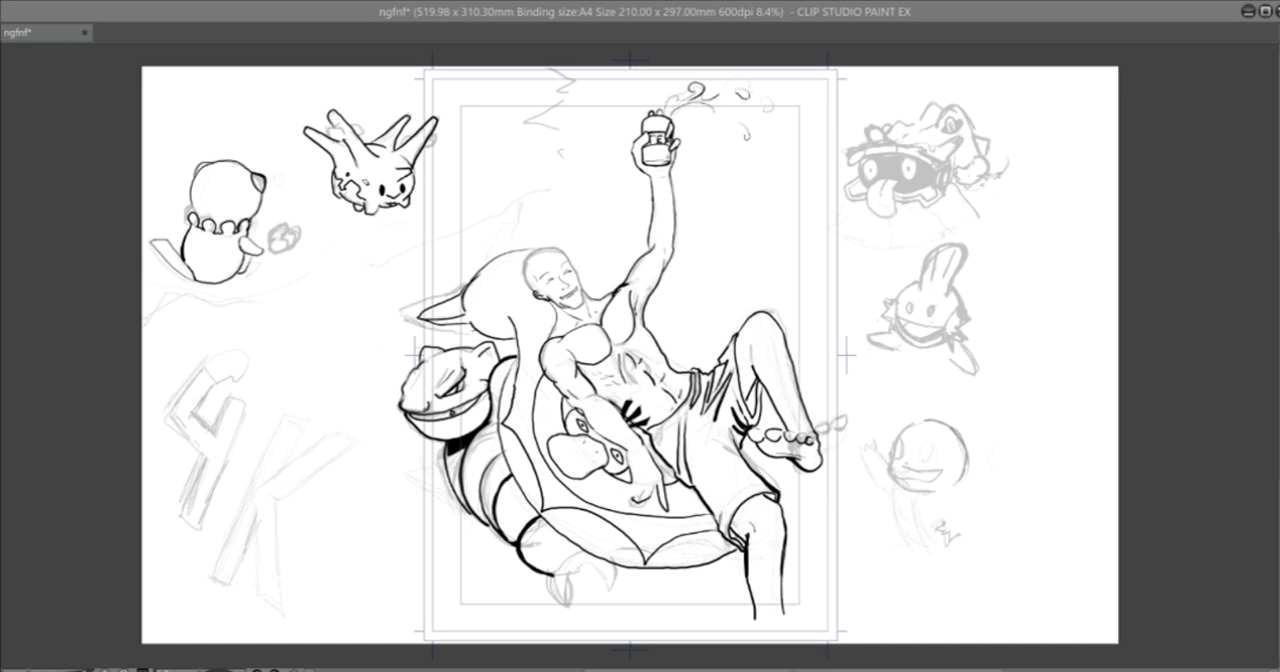 ngfnf* (519.98 x 310.30mm Binding size:A4 Size 210.00 x 297.00mm 600dpi 8.4%) - CLIP STUDIO PAINT EX
ngfnf*
4K